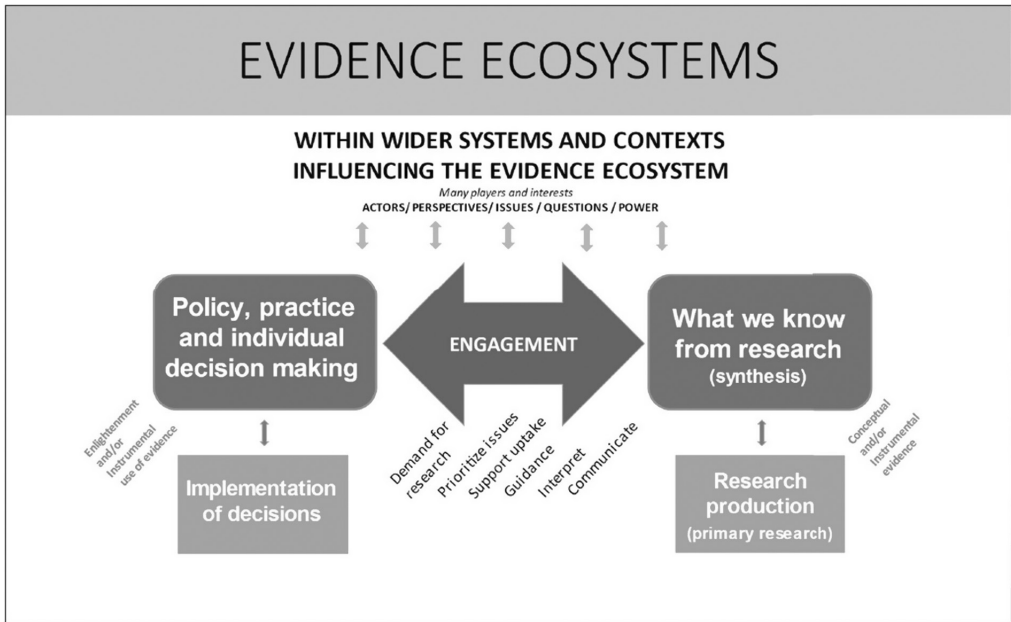 EVIDENCE ECOSYSTEMS
WITHIN WIDER SYSTEMS AND CONTEXTS
INFLUENCING THE EVIDENCE ECOSYSTEM
Many players and interests
ACTORS/ PERSPECTIVES/ ISSUES / QUESTIONS / POWER
Policy, practice
and individual
decision making
ENGAGEMENT
What we know
from research
(synthesis)
Enlightenment
and/or
Instrumental
use of evidence
Implementation
of decisions
Demand for
research
Prioritize issues
Support uptake
Guidance
Interpret
Communicate
Research
production
(primary research)
Conceptual
and/or
Instrumental
evidence